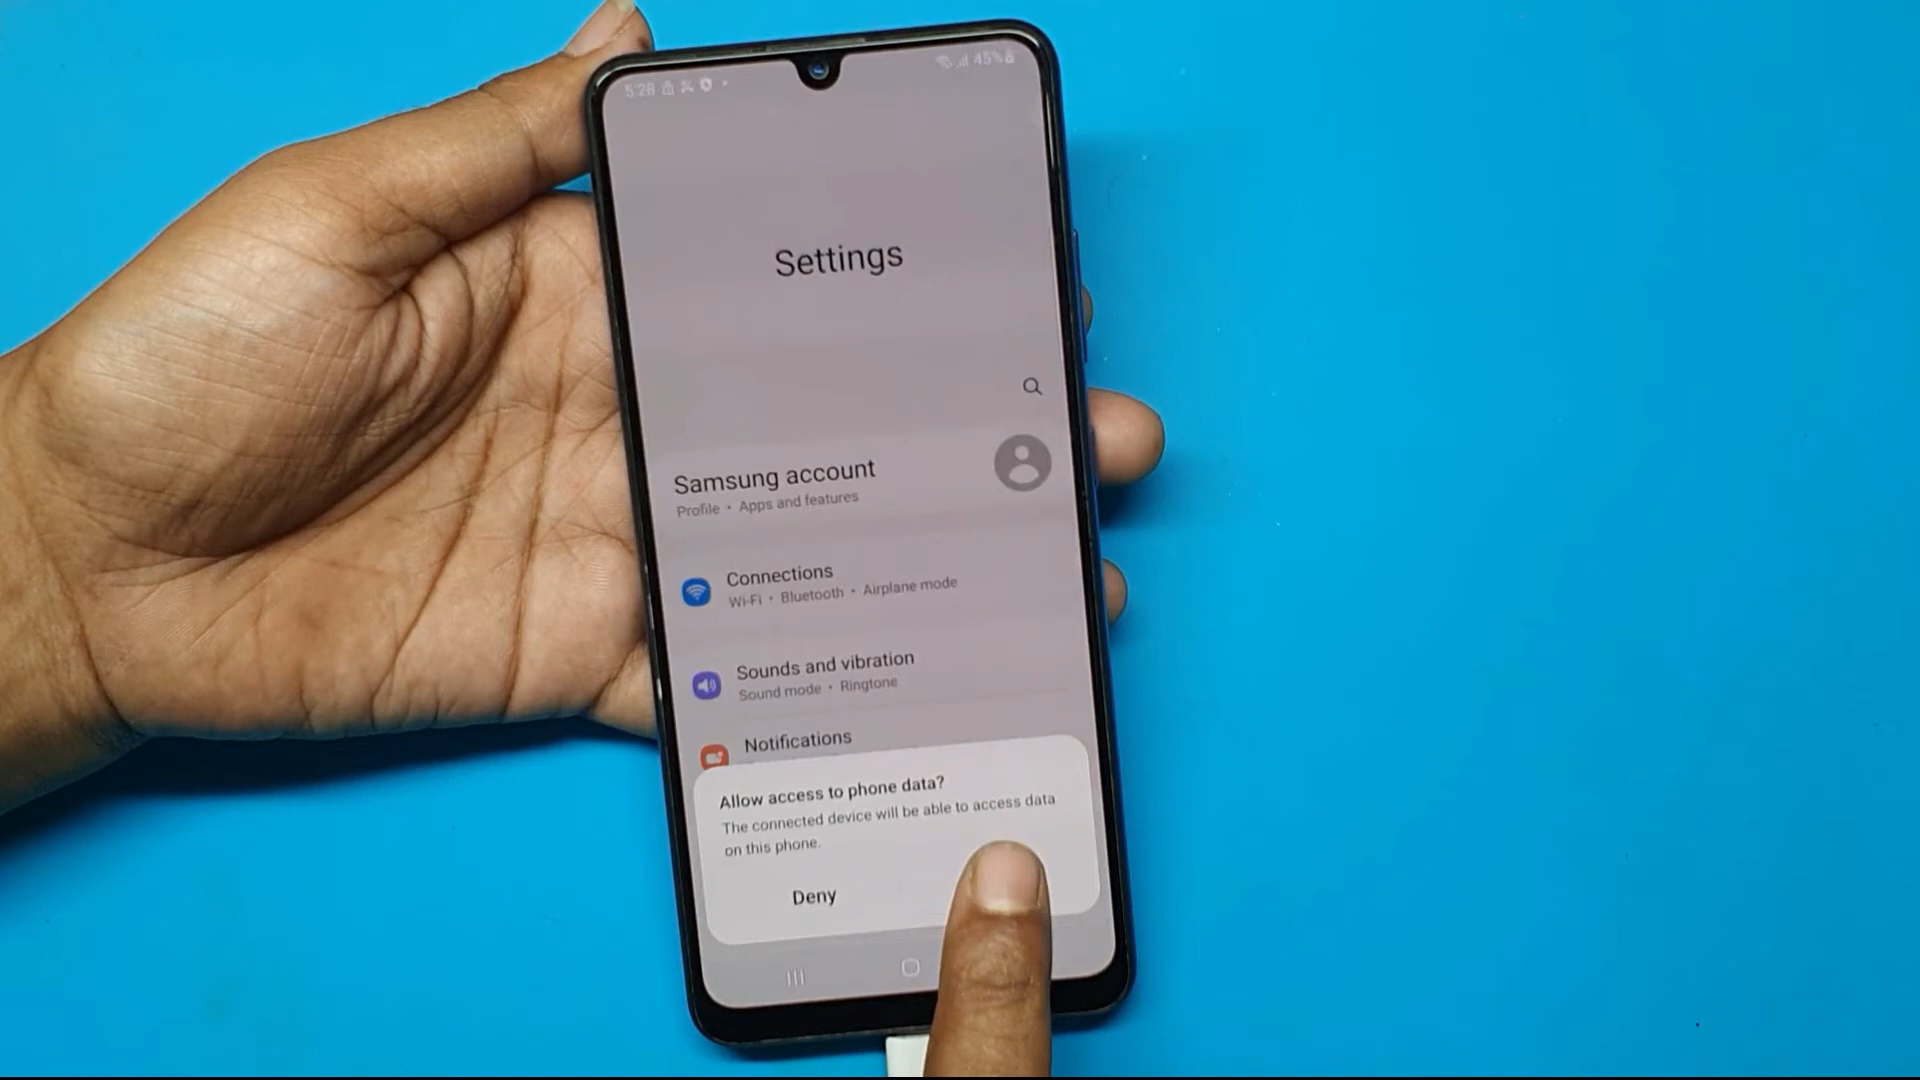 5:28 45%
Settings
Samsung account
Profile • Apps and features
Connections
Wi-Fi • Bluetooth • Airplane mode
Sounds and vibration
Sound mode • Ringtone
Notifications
Allow access to phone data?
The connected device will be able to access data
on this phone.
Deny